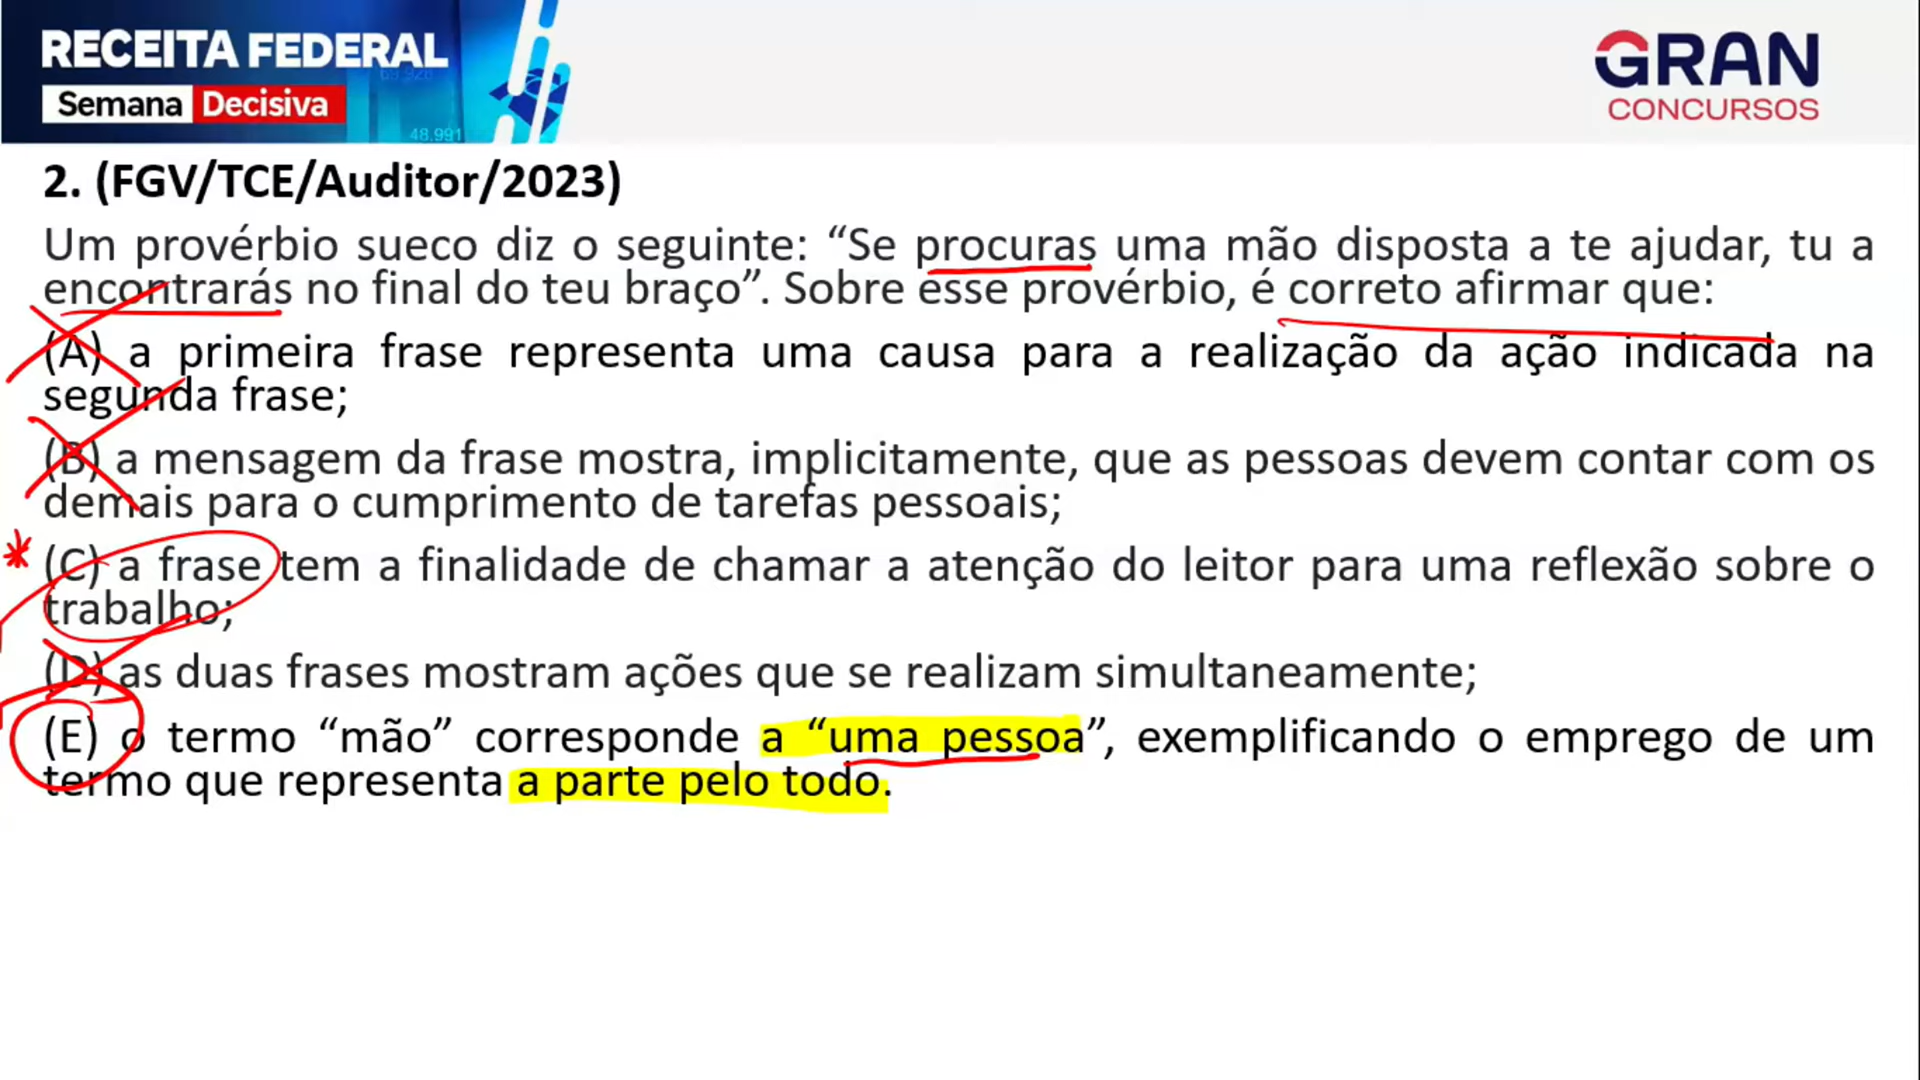 RECEITA FEDERAL
Semana Decisiva
48.991
GRAN
CONCURSOS
2. (FGV/TCE/Auditor/2023)
Um provérbio sueco diz o seguinte: “Se procuras uma mão disposta a te ajudar, tu a
encontrarás no final do teu braço”. Sobre esse provérbio, é correto afirmar que:
(A) a primeira frase representa uma causa para a realização da ação indicada na
segunda frase;
(B) a mensagem da frase mostra, implicitamente, que as pessoas devem contar com os
demais para o cumprimento de tarefas pessoais;
* (C) a frase tem a finalidade de chamar a atenção do leitor para uma reflexão sobre o
trabalho;
(D) as duas frases mostram ações que se realizam simultaneamente;
(E) o termo “mão” corresponde a “uma pessoa”, exemplificando o emprego de um
termo que representa a parte pelo todo.